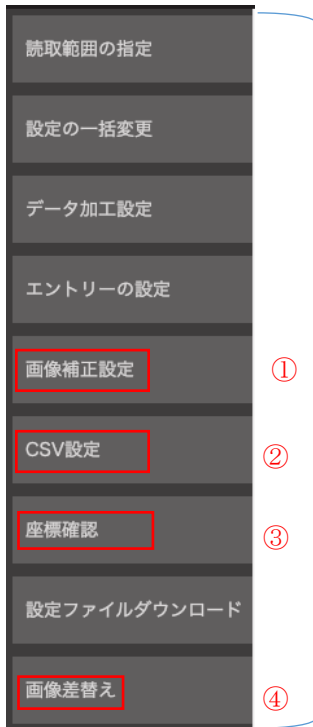 読取範囲の指定
設定の一括変更
データ加工設定
エントリーの設定
画像補正設定 ①
CSV設定 ②
座標確認 ③
設定ファイルダウンロード
画像差替え ④